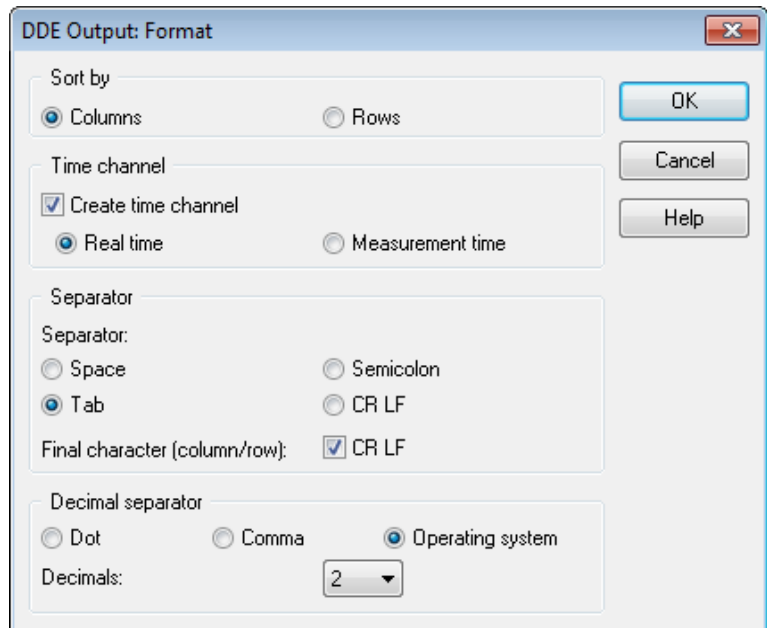 DDE Output: Format
Sort by
Columns Rows
OK
Time channel
Cancel
Create time channel
Help
Real time Measurement time
Separator
Separator:
Space Semicolon
Tab CR LF
Final character (column/row): CR LF
Decimal separator
Dot Comma Operating system
Decimals: 2